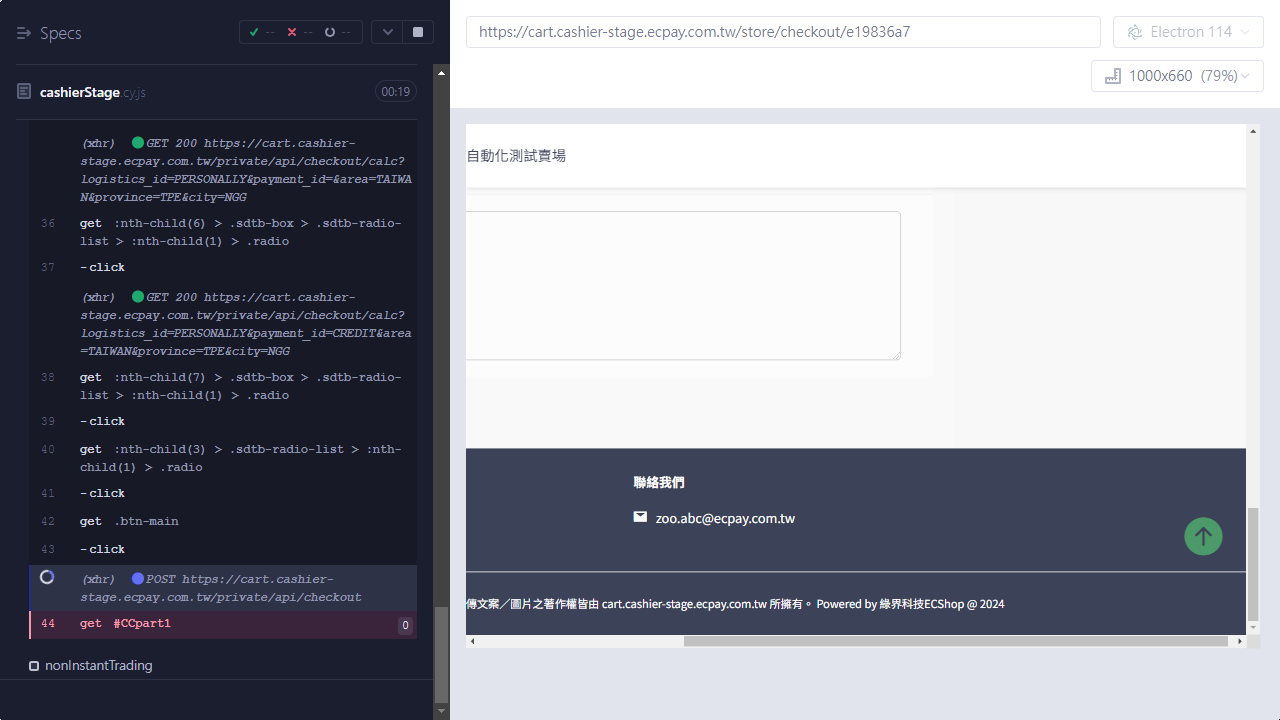 Specs
--
--
--
https://cart.cashier-stage.ecpay.com.tw/store/checkout/e19836a7
Electron 114
1000x660 (79%)
cashierStage.cy.js
00:19
(xhr) GET 200 https://cart.cashier-
stage.ecpay.com.tw/private/api/checkout/calc?
logistics_id=PERSONALLY&payment_id=&area=TAIWA
N&province=TPE&city=NGG
36 get :nth-child(6) > .sdtb-box > .sdtb-radio-
list > :nth-child(1) > .radio
37 -click
(xhr) GET 200 https://cart.cashier-
stage.ecpay.com.tw/private/api/checkout/calc?
logistics_id=PERSONALLY&payment_id=CREDIT&area
=TAIWAN&province=TPE&city=NGG
38 get :nth-child(7) > .sdtb-box > .sdtb-radio-
list > :nth-child(1) > .radio
39 -click
40 get :nth-child(3) > .sdtb-radio-list > :nth-
child(1) > .radio
41 -click
42 get .btn-main
43 -click
(xhr) POST https://cart.cashier-
stage.ecpay.com.tw/private/api/checkout
44 get #CCpart1 0
nonInstantTrading
自動化測試賣場
聯絡我們
zoo.abc@ecpay.com.tw
傳文案／圖片之著作權皆由 cart.cashier-stage.ecpay.com.tw 所擁有。 Powered by 綠界科技ECShop @ 2024